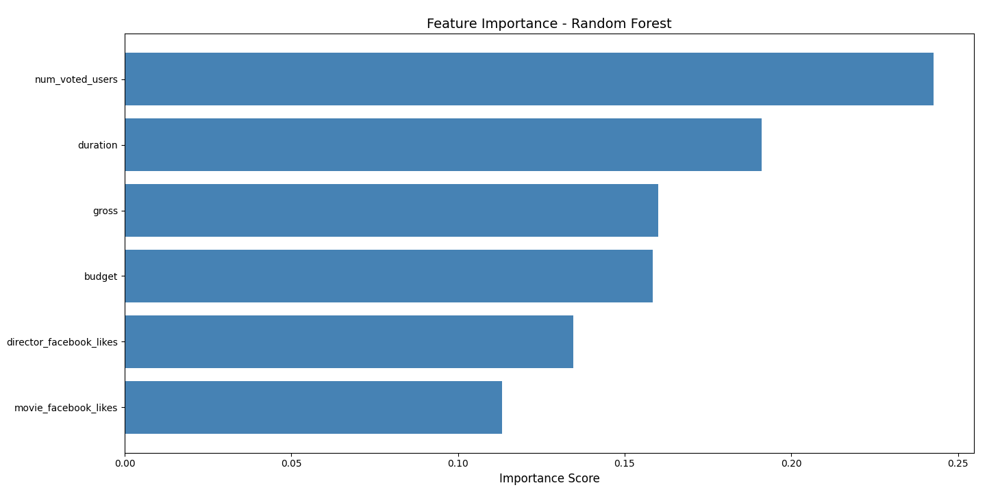 Feature Importance - Random Forest
num_voted_users
duration
gross
budget
director_facebook_likes
movie_facebook_likes
0.00 0.05 0.10 0.15 0.20 0.25
Importance Score